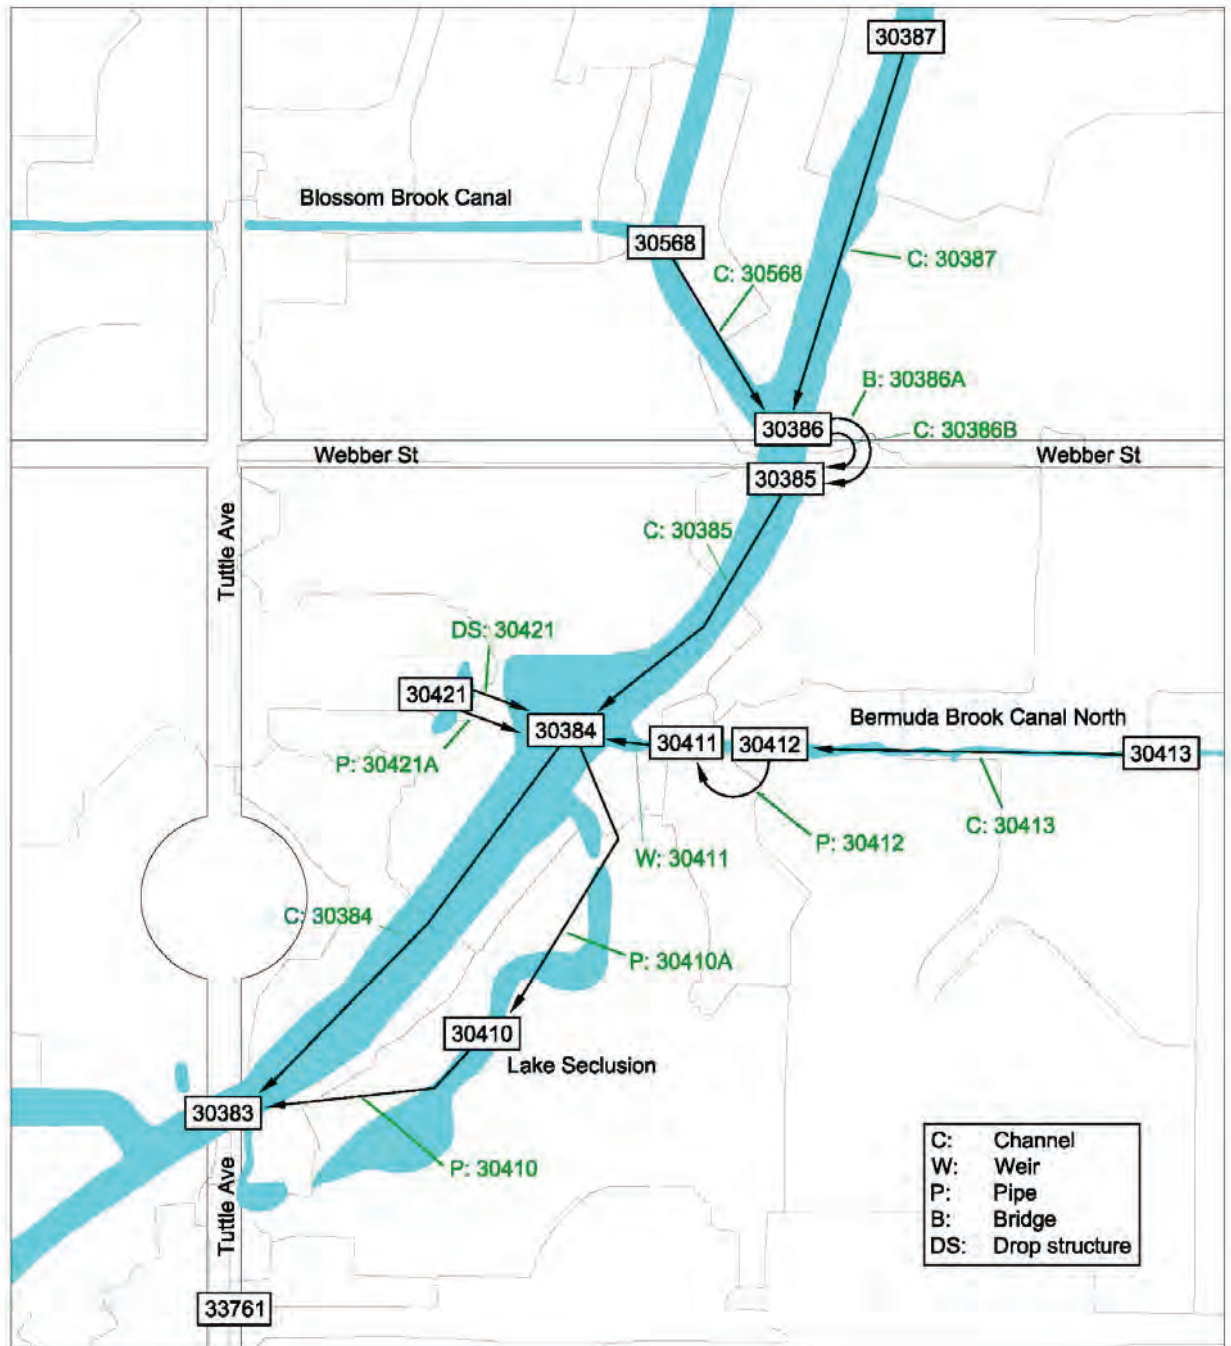 30387
Blossom Brook Canal
30568
C: 30568
C: 30387
B: 30386A
30386
C: 30386B
Webber St
Webber St
30385
Tuttle Ave
C: 30385
DS: 30421
30421
30384
30411
30412
Bermuda Brook Canal North
30413
P: 30421A
C: 30413
P: 30412
W: 30411
C: 30384
P: 30410A
30410
Lake Seclusion
30383
P: 30410
Tuttle Ave
33761
C: Channel
W: Weir
P: Pipe
B: Bridge
DS: Drop structure